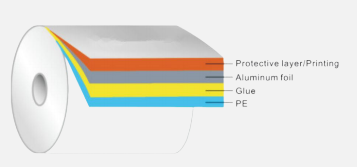 Protective layer/Printing
Aluminum foil
Glue
PE